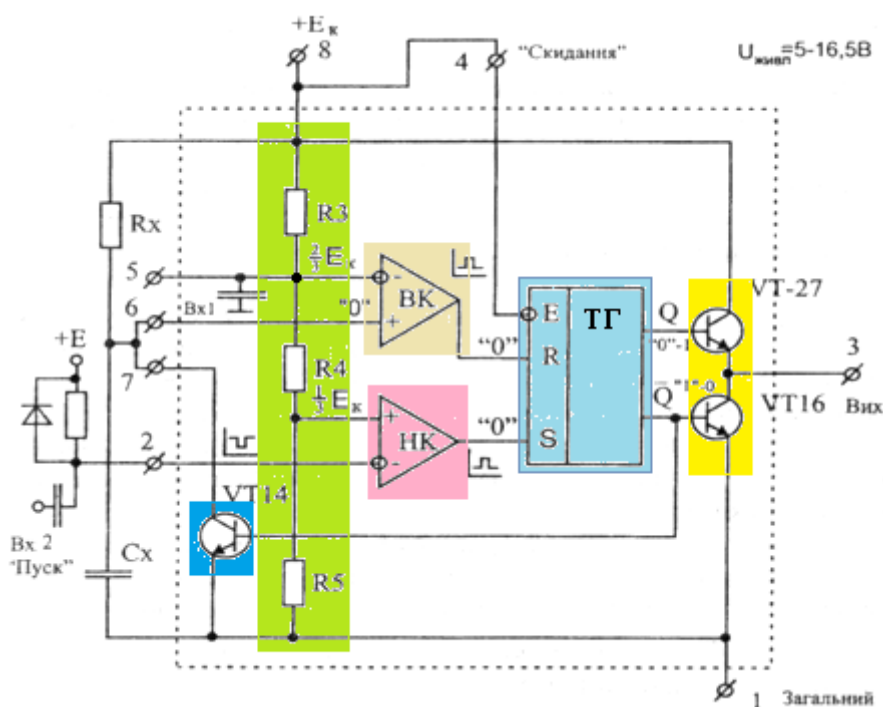 +Eк
8
4
"Скидання"
Uживл=5-16,5В
R3
Rx
5
2/3 Eк
-
ВК
6
Вх1
"0"
+
+E
7
R4
1/3 Eк
+
НК
-
2
"0"
"0"
E
R
S
ТГ
Q
"0"-1
Q̅
"1"-0
VT-27
3
VT16
Вих
VT14
Вх 2
"Пуск"
Cx
R5
1
Загальний